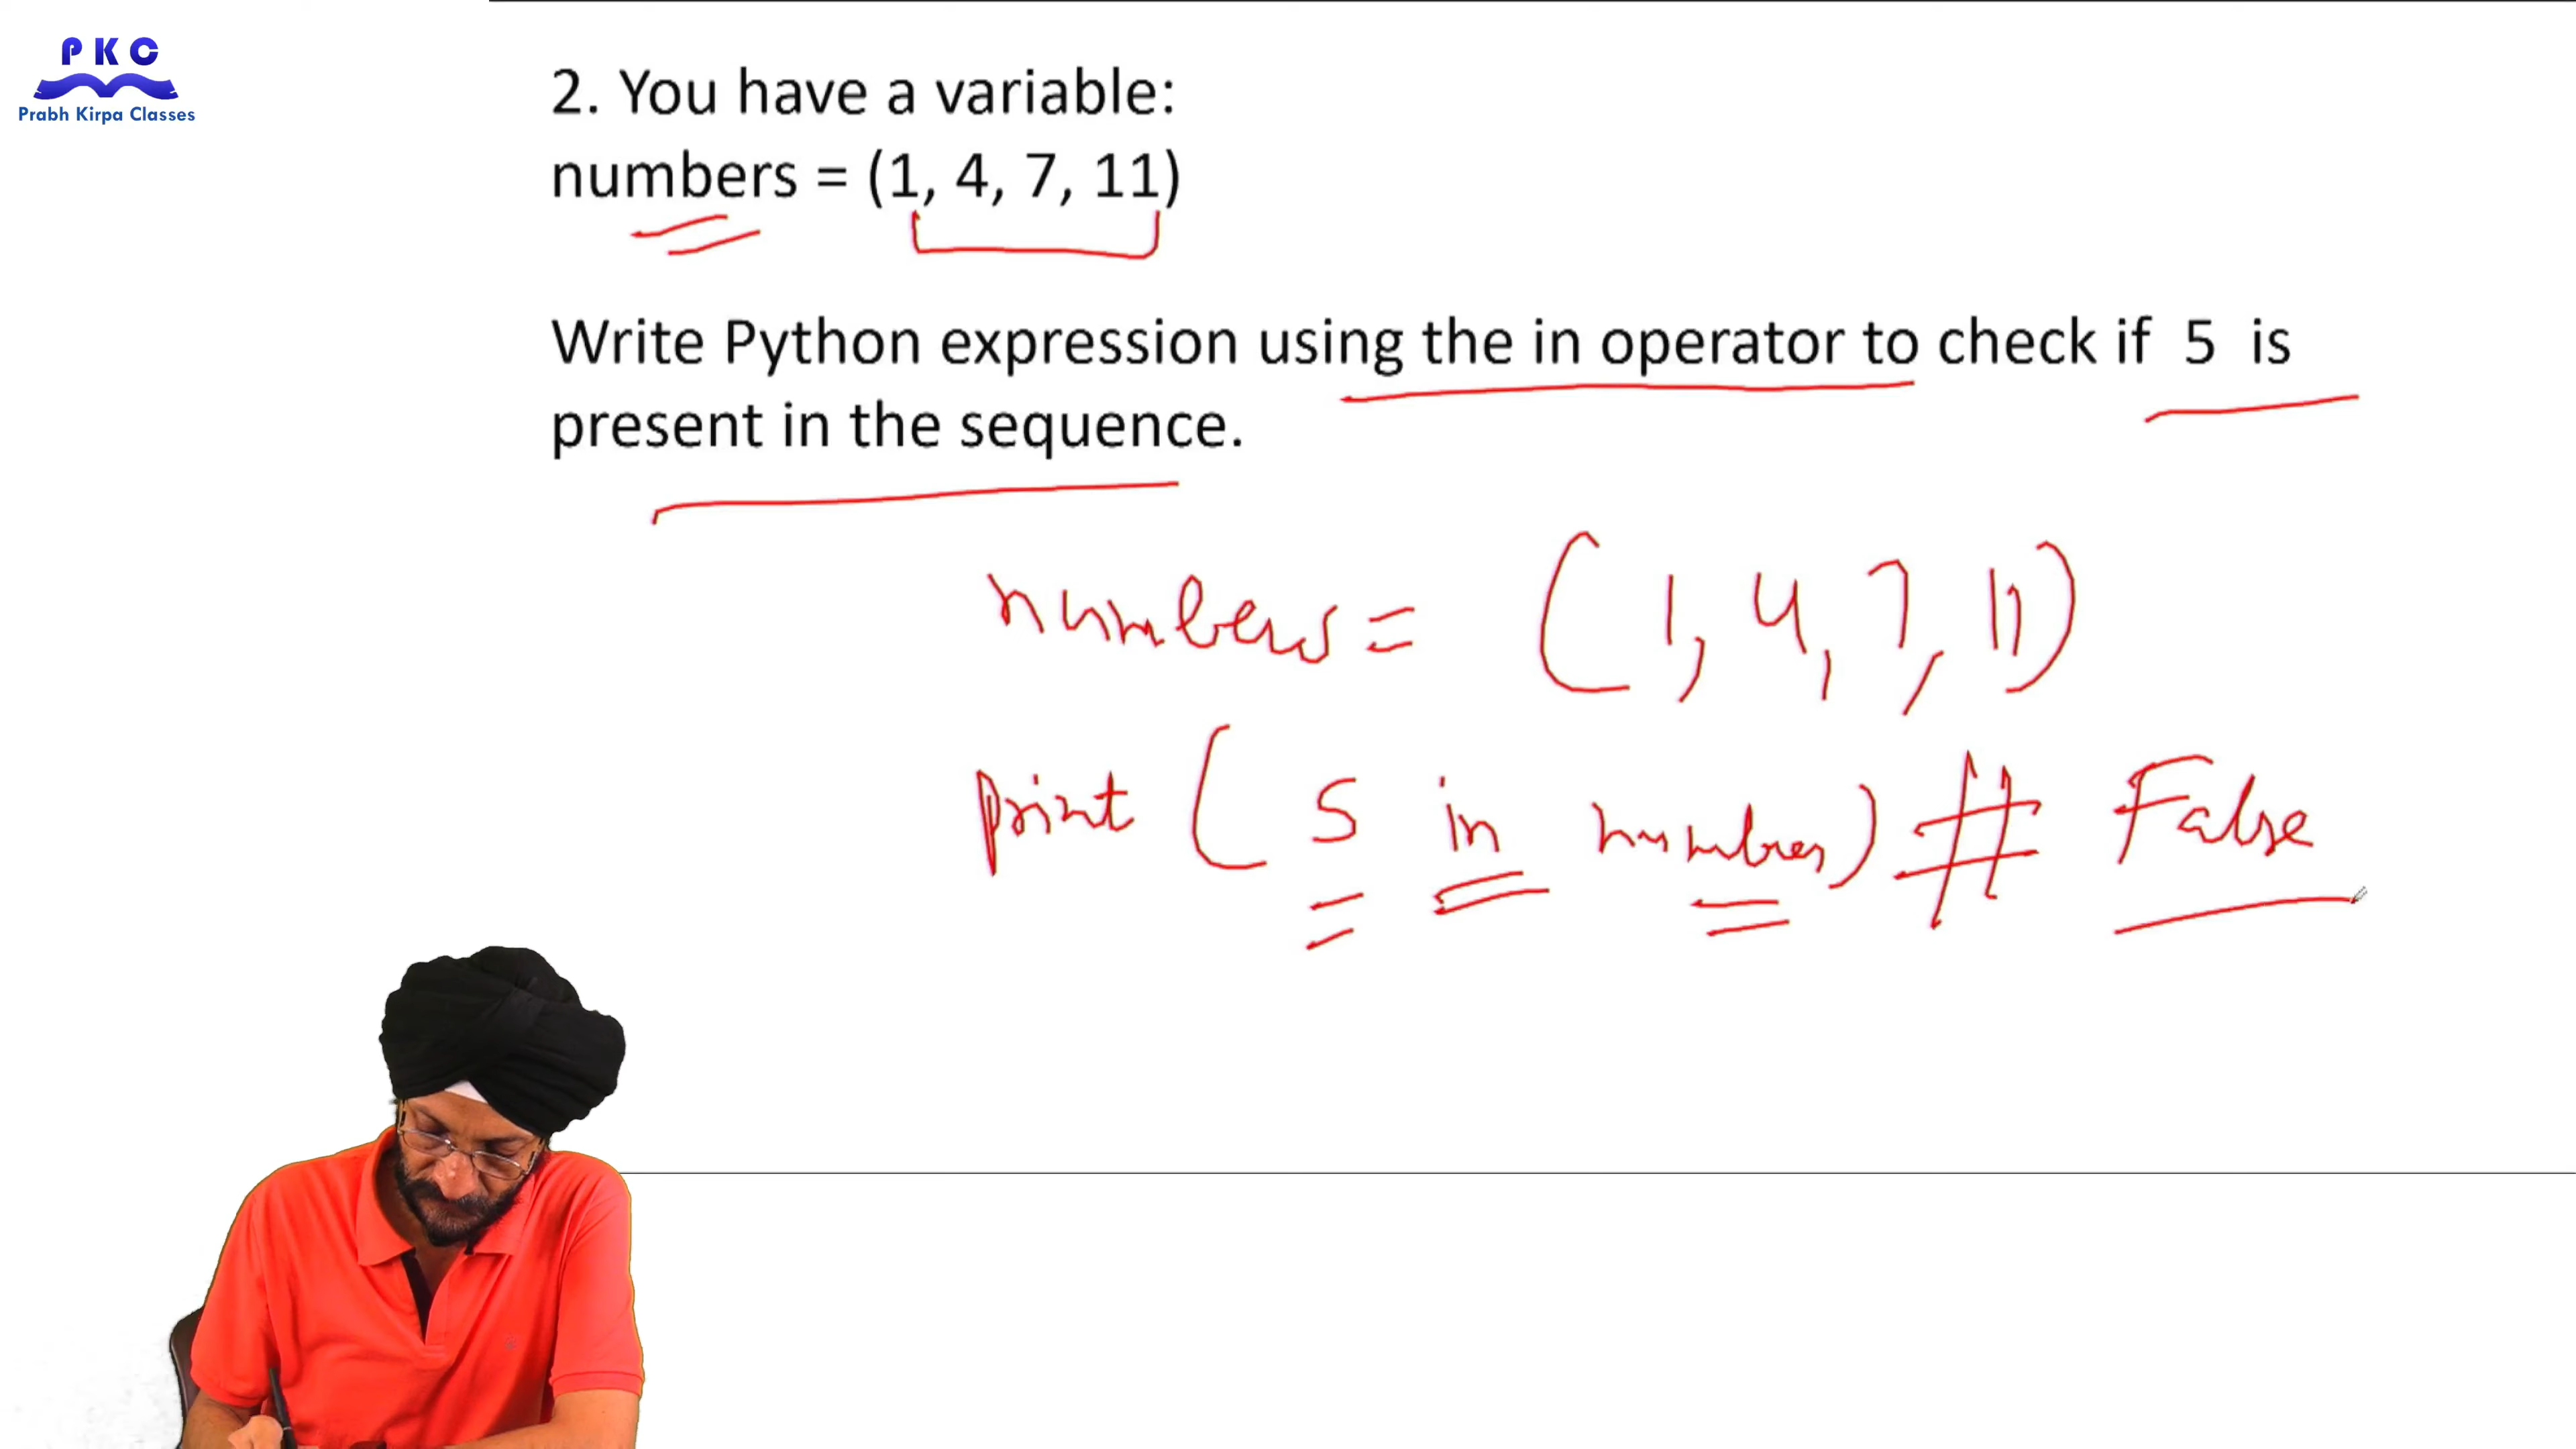 PKC
Prabh Kirpa Classes
2. You have a variable:
numbers = (1, 4, 7, 11)
Write Python expression using the in operator to check if 5 is
present in the sequence.
numbers = (1, 4, 7, 11)
print (5 in numbers) # False